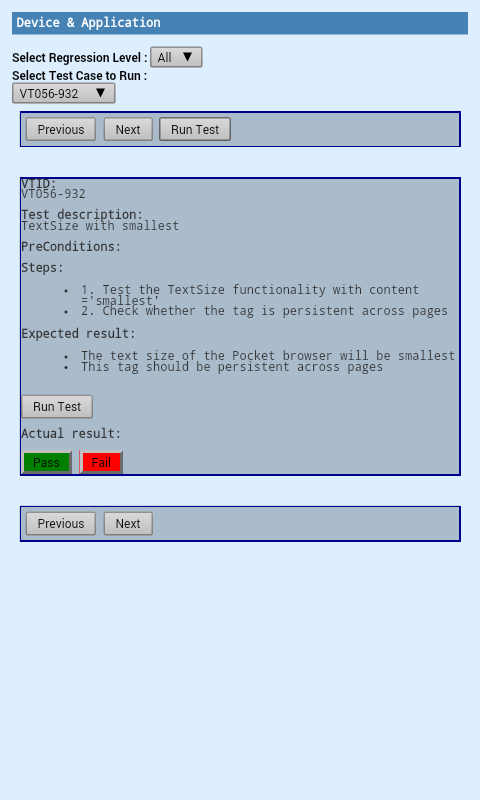 Device & Application
Select Regression Level : All ▼
Select Test Case to Run :
VT056-932 ▼
Previous Next Run Test
VTID:
VT056-932
Test description:
TextSize with smallest
PreConditions:
Steps:
• 1. Test the TextSize functionality with content
='smallest'
• 2. Check whether the tag is persistent across pages
Expected result:
• The text size of the Pocket browser will be smallest
• This tag should be persistent across pages
Run Test
Actual result:
Pass Fail
Previous Next